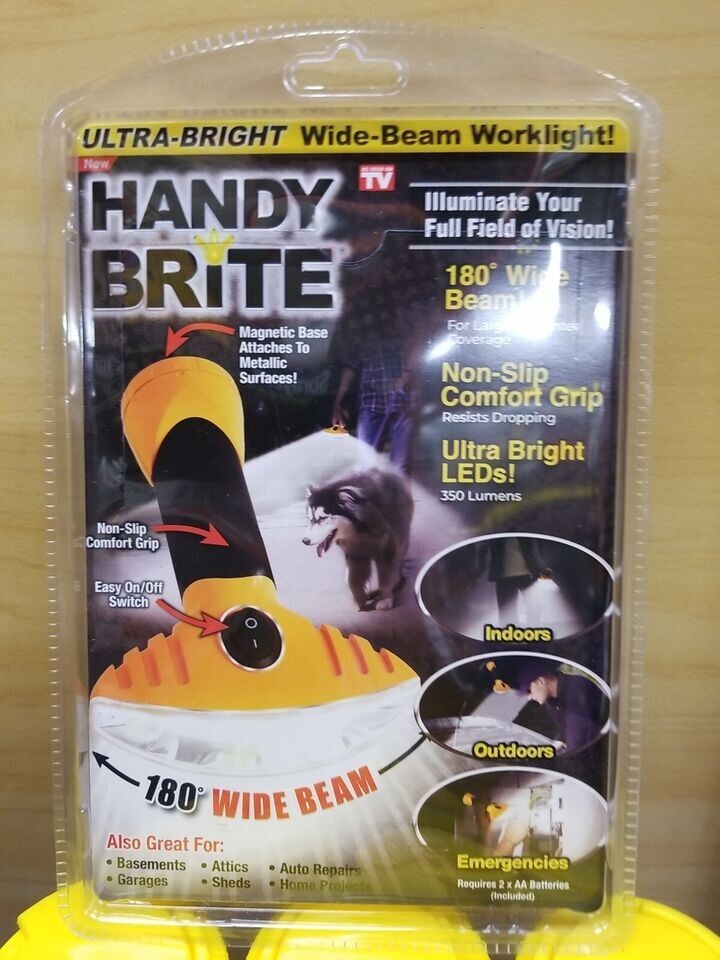 ULTRA-BRIGHT Wide-Beam Worklight!
New
HANDY
BRiTE
AS SEEN ON
TV
Illuminate Your
Full Field of Vision!
180° Wide
Beam!
For
Coverage
Non-Slip
Comfort Grip
Resists Dropping
Ultra Bright
LEDs!
350 Lumens
Magnetic Base
Attaches To
Metallic
Surfaces!
Non-Slip
Comfort Grip
Easy On/Off
Switch
Indoors
Outdoors
Emergencies
Requires 2 x AA Batteries
(Included)
180° WIDE BEAM
Also Great For:
• Basements • Attics • Auto Repairs
• Garages • Sheds • Home Projects